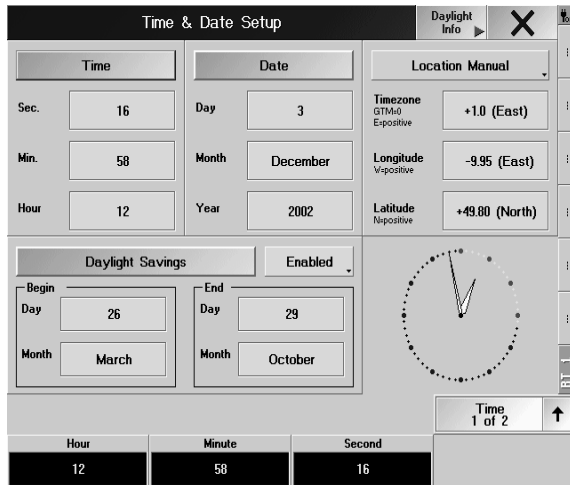 Time & Date Setup
Daylight Info
Time
Date
Location Manual
Sec.
16
Day
3
Timezone
GTM=0
E=positive
+1.0 (East)
Min.
58
Month
December
Longitude
W=positive
-9.95 (East)
Hour
12
Year
2002
Latitude
N=positive
+49.80 (North)
Daylight Savings
Enabled
Begin
End
Day
26
Day
29
Month
March
Month
October
Time
1 of 2
Hour
Minute
Second
12
58
16